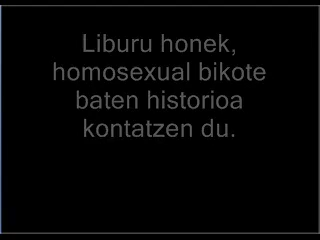 Liburu honek,
homosexual bikote
baten historioa
kontatzen du.